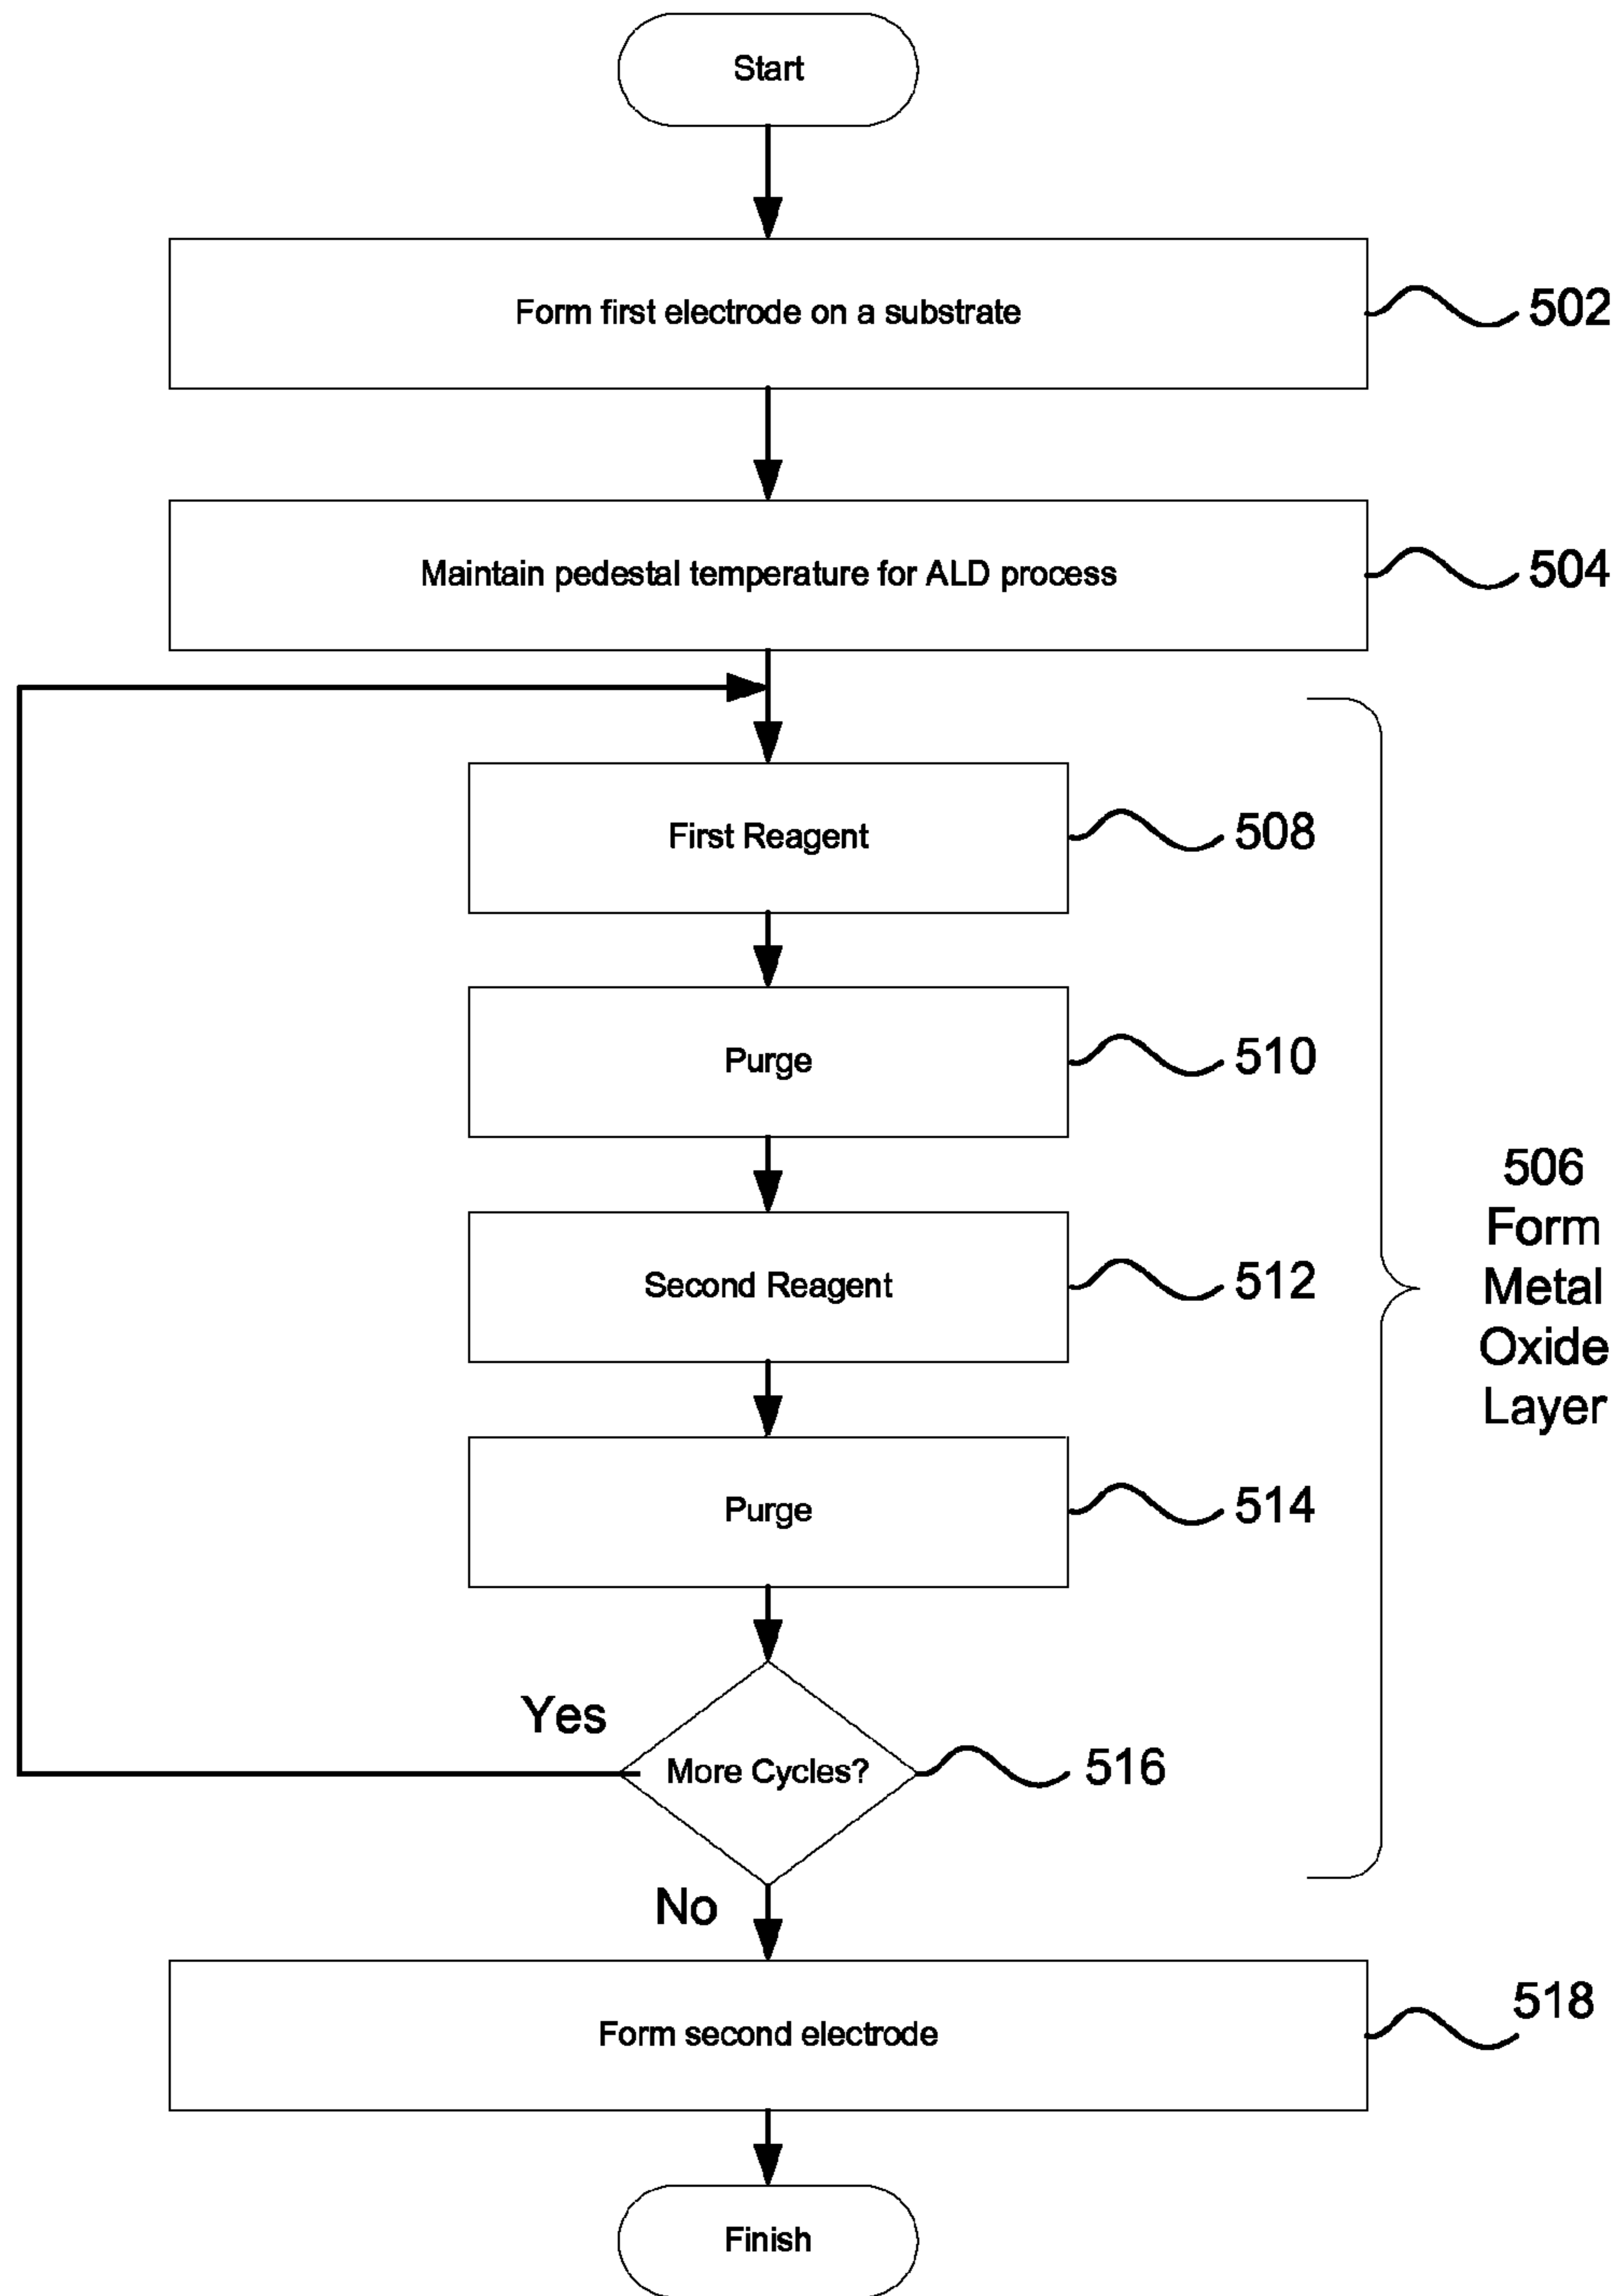 Start
Form first electrode on a substrate
502
Maintain pedestal temperature for ALD process
504
First Reagent
508
Purge
510
506
Form
Metal
Oxide
Layer
Second Reagent
512
Purge
514
Yes
More Cycles?
516
No
Form second electrode
518
Finish